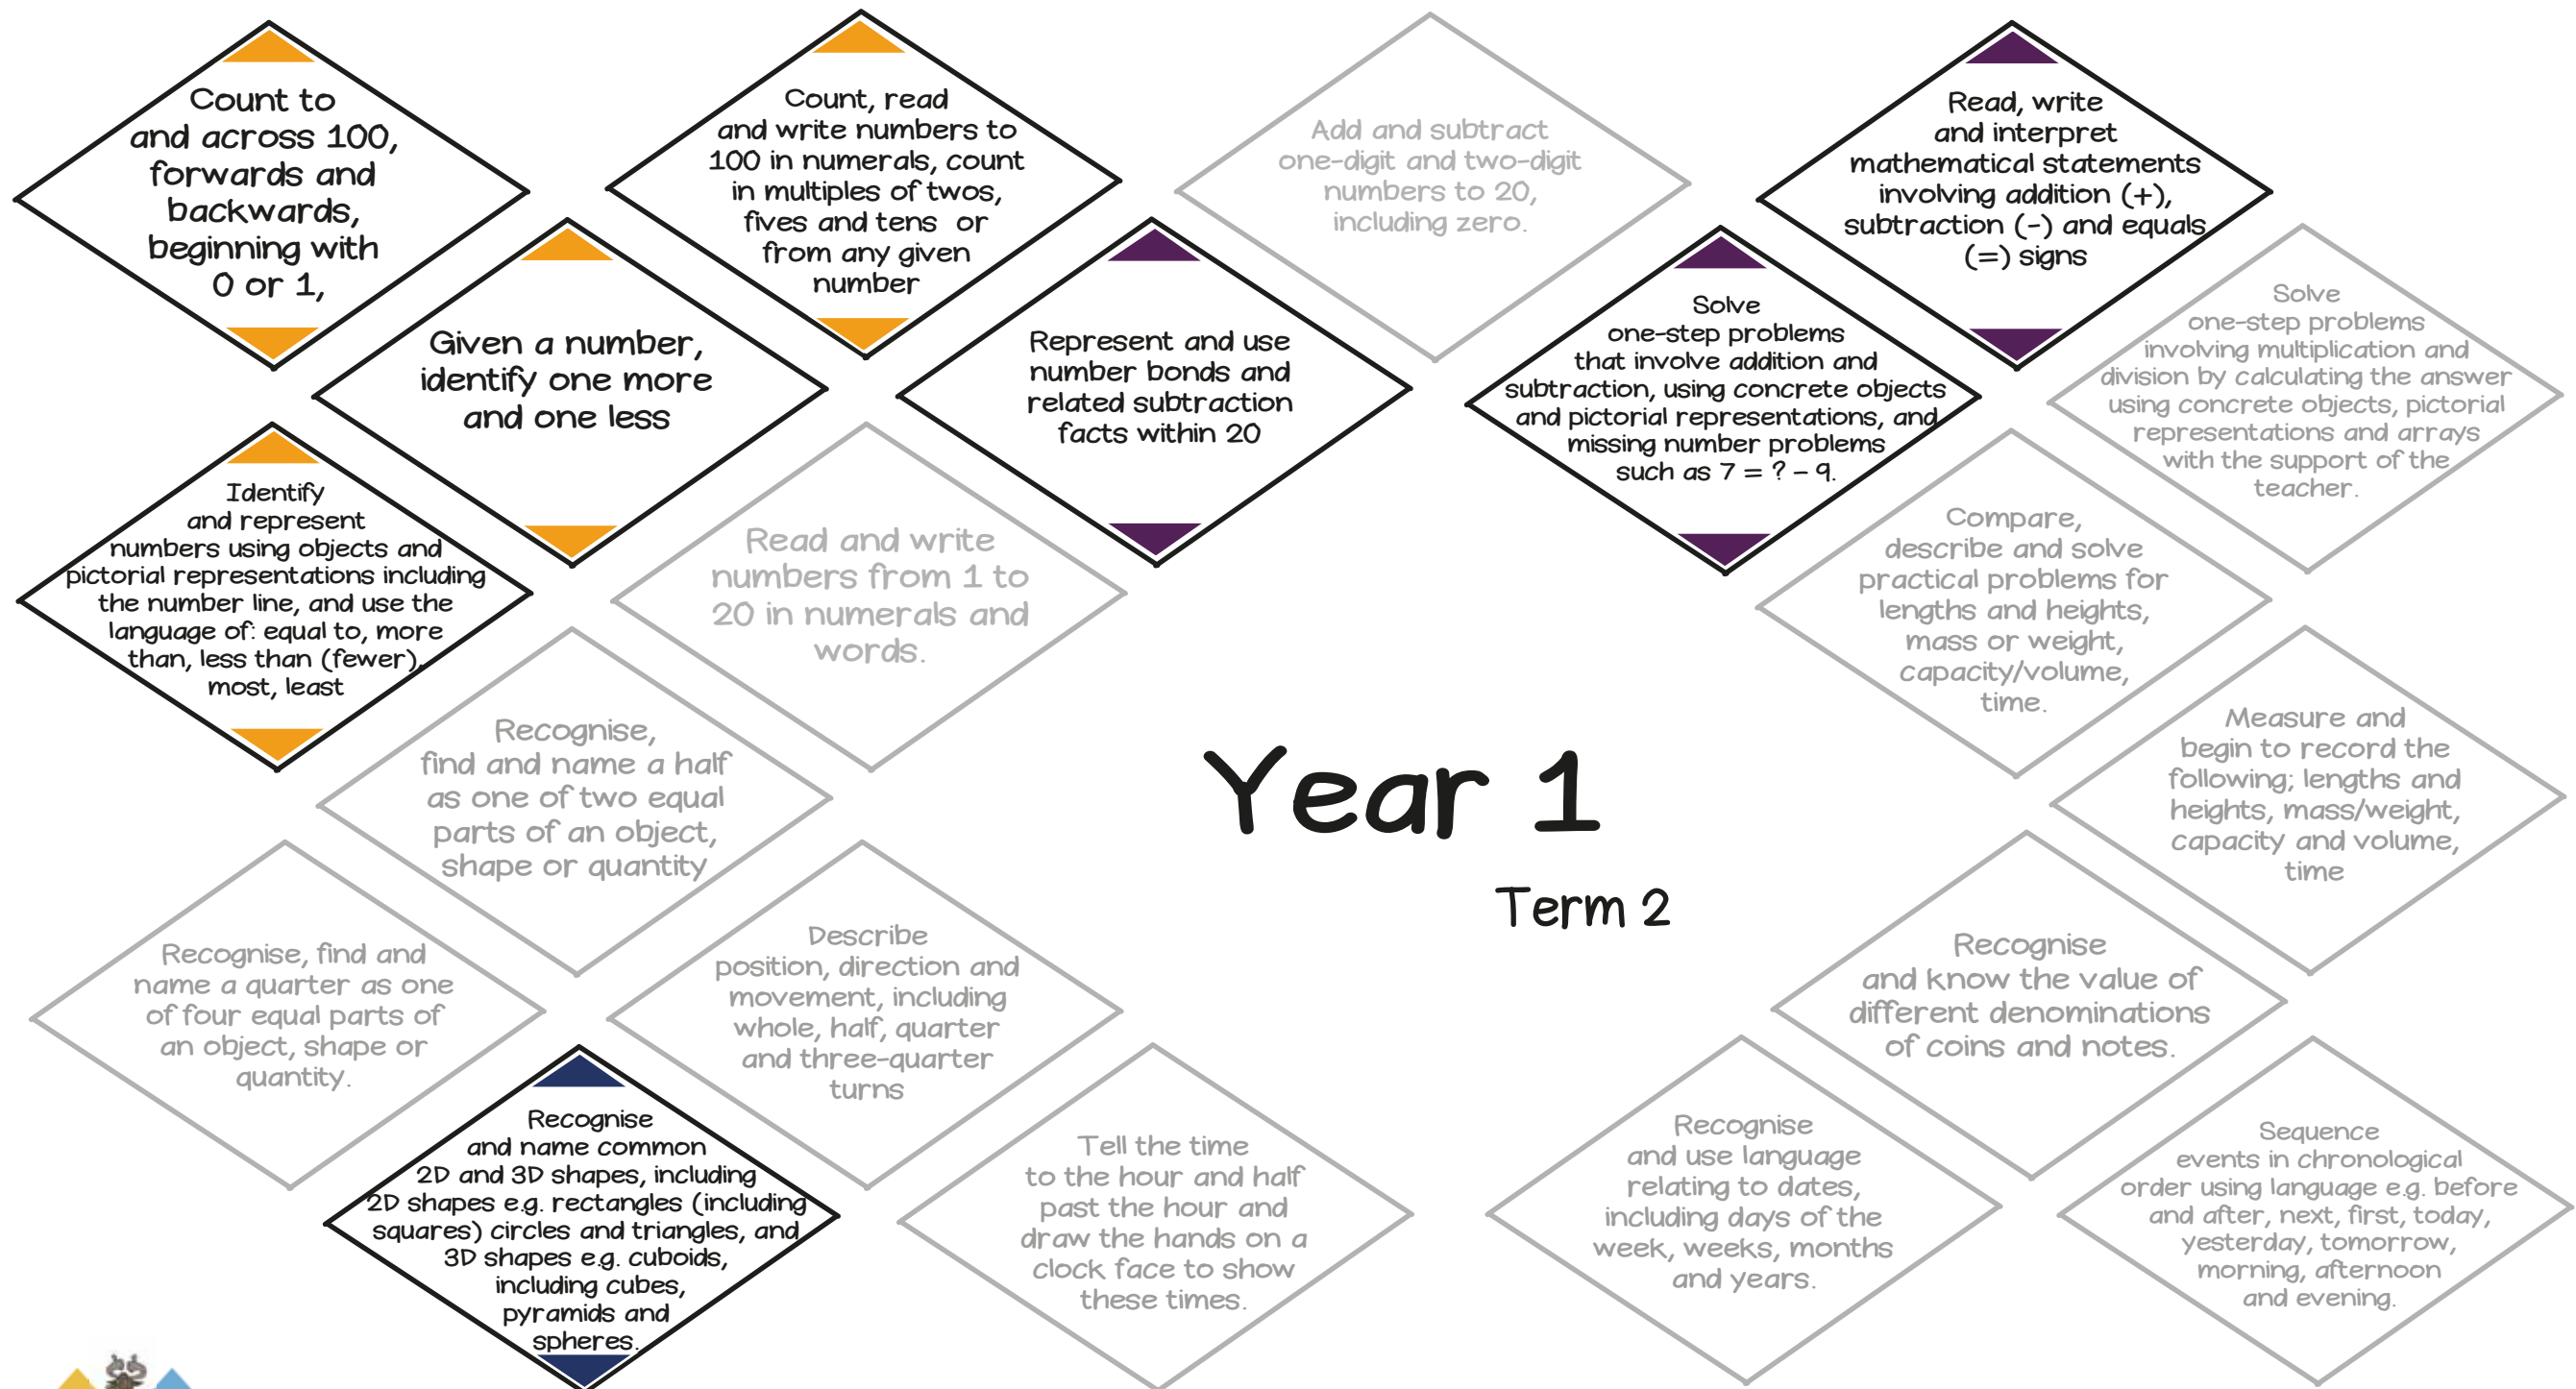 Count to
and across 100,
forwards and
backwards,
beginning with
0 or 1,
Count, read
and write numbers to
100 in numerals, count
in multiples of twos,
fives and tens or
from any given
number
Add and subtract
one-digit and two-digit
numbers to 20,
including zero.
Read, write
and interpret
mathematical statements
involving addition (+),
subtraction (-) and equals
(=) signs
Given a number,
identify one more
and one less
Represent and use
number bonds and
related subtraction
facts within 20
Solve
one-step problems
that involve addition and
subtraction, using concrete objects
and pictorial representations, and
missing number problems
such as 7 = ? – 9.
Solve
one-step problems
involving multiplication and
division by calculating the answer
using concrete objects, pictorial
representations and arrays
with the support of the
teacher.
Identify
and represent
numbers using objects and
pictorial representations including
the number line, and use the
language of: equal to, more
than, less than (fewer),
most, least
Read and write
numbers from 1 to
20 in numerals and
words.
Compare,
describe and solve
practical problems for
lengths and heights,
mass or weight,
capacity/volume,
time.
Recognise,
find and name a half
as one of two equal
parts of an object,
shape or quantity
Year 1
Term 2
Measure and
begin to record the
following; lengths and
heights, mass/weight,
capacity and volume,
time
Recognise, find and
name a quarter as one
of four equal parts of
an object, shape or
quantity.
Describe
position, direction and
movement, including
whole, half, quarter
and three-quarter
turns
Recognise
and know the value of
different denominations
of coins and notes.
Recognise
and name common
2D and 3D shapes, including
2D shapes e.g. rectangles (including
squares) circles and triangles, and
3D shapes e.g. cuboids,
including cubes,
pyramids and
spheres.
Tell the time
to the hour and half
past the hour and
draw the hands on a
clock face to show
these times.
Recognise
and use language
relating to dates,
including days of the
week, weeks, months
and years.
Sequence
events in chronological
order using language e.g. before
and after, next, first, today,
yesterday, tomorrow,
morning, afternoon
and evening.